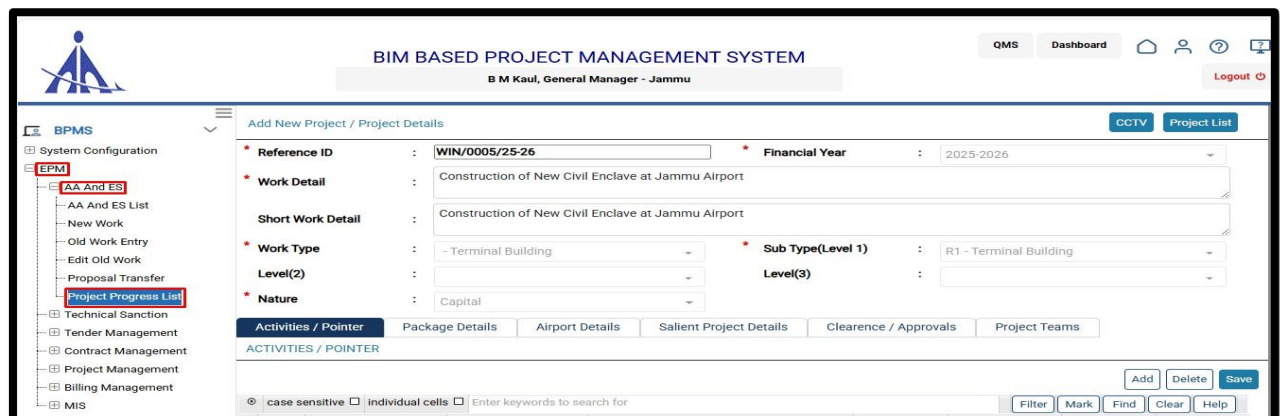 QMS Dashboard
BIM BASED PROJECT MANAGEMENT SYSTEM
B M Kaul, General Manager - Jammu
Logout
BPMS
System Configuration
EPM
AA And ES
AA And ES List
New Work
Old Work Entry
Edit Old Work
Proposal Transfer
Project Progress List
Technical Sanction
Tender Management
Contract Management
Project Management
Billing Management
MIS
Add New Project / Project Details CCTV Project List
* Reference ID : WIN/0005/25-26 * Financial Year : 2025-2026
* Work Detail : Construction of New Civil Enclave at Jammu Airport
Short Work Detail : Construction of New Civil Enclave at Jammu Airport
* Work Type : - Terminal Building * Sub Type(Level 1) : R1 - Terminal Building
Level(2) : Level(3) :
* Nature : Capital
Activities / Pointer Package Details Airport Details Salient Project Details Clearence / Approvals Project Teams
ACTIVITIES / POINTER
Add Delete Save
case sensitive individual cells Enter keywords to search for Filter Mark Find Clear Help